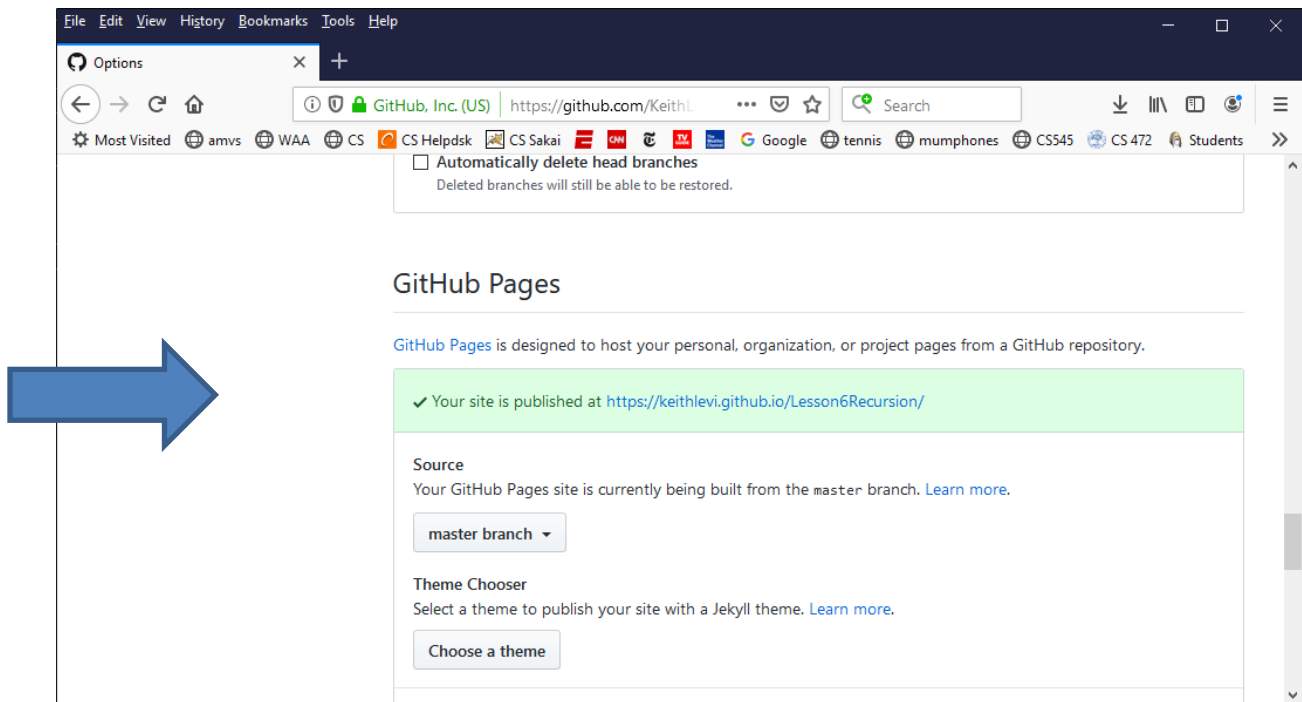 File Edit View History Bookmarks Tools Help
Options
GitHub, Inc. (US) https://github.com/KeithL Search
Most Visited amvs WAA CS CS Helpdsk CS Sakai CNN Google tennis mumphones CS545 CS 472 Students
Automatically delete head branches
Deleted branches will still be able to be restored.
GitHub Pages
GitHub Pages is designed to host your personal, organization, or project pages from a GitHub repository.
Your site is published at https://keithlevi.github.io/Lesson6Recursion/
Source
Your GitHub Pages site is currently being built from the master branch. Learn more.
master branch
Theme Chooser
Select a theme to publish your site with a Jekyll theme. Learn more.
Choose a theme